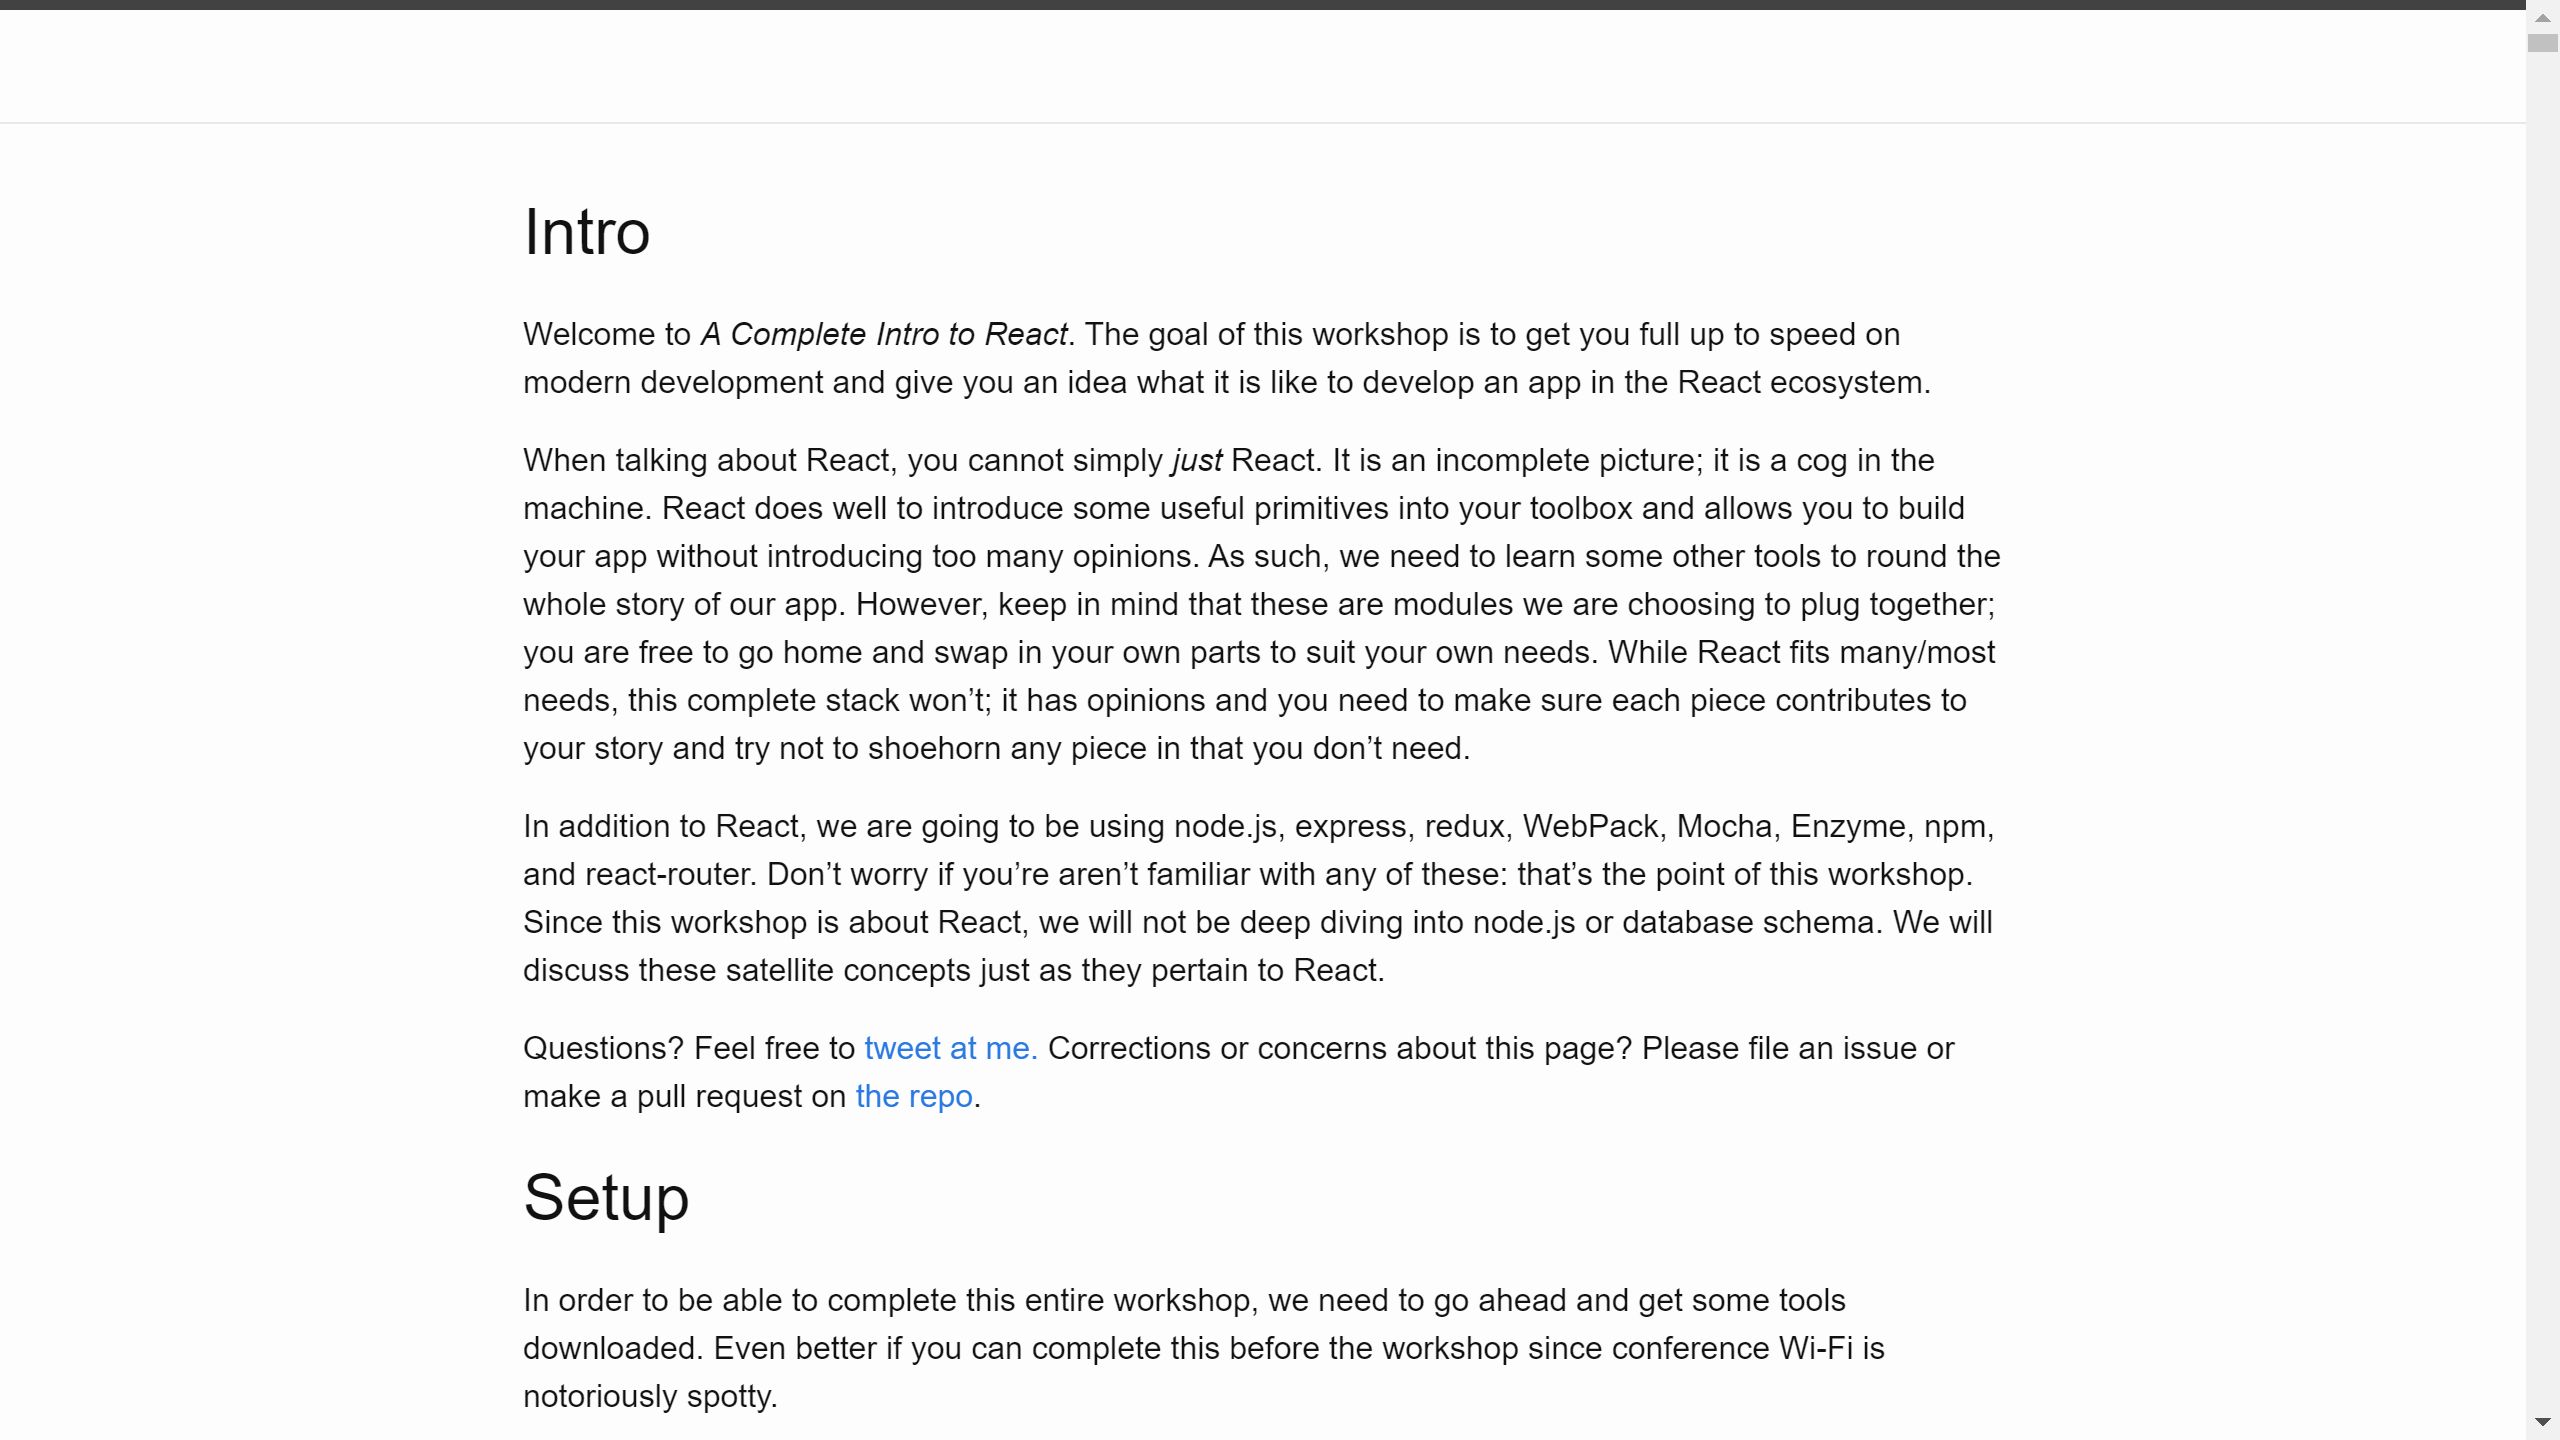 Intro
Welcome to A Complete Intro to React. The goal of this workshop is to get you full up to speed on
modern development and give you an idea what it is like to develop an app in the React ecosystem.
When talking about React, you cannot simply just React. It is an incomplete picture; it is a cog in the
machine. React does well to introduce some useful primitives into your toolbox and allows you to build
your app without introducing too many opinions. As such, we need to learn some other tools to round the
whole story of our app. However, keep in mind that these are modules we are choosing to plug together;
you are free to go home and swap in your own parts to suit your own needs. While React fits many/most
needs, this complete stack won’t; it has opinions and you need to make sure each piece contributes to
your story and try not to shoehorn any piece in that you don’t need.
In addition to React, we are going to be using node.js, express, redux, WebPack, Mocha, Enzyme, npm,
and react-router. Don’t worry if you’re aren’t familiar with any of these: that’s the point of this workshop.
Since this workshop is about React, we will not be deep diving into node.js or database schema. We will
discuss these satellite concepts just as they pertain to React.
Questions? Feel free to tweet at me. Corrections or concerns about this page? Please file an issue or
make a pull request on the repo.
Setup
In order to be able to complete this entire workshop, we need to go ahead and get some tools
downloaded. Even better if you can complete this before the workshop since conference Wi-Fi is
notoriously spotty.